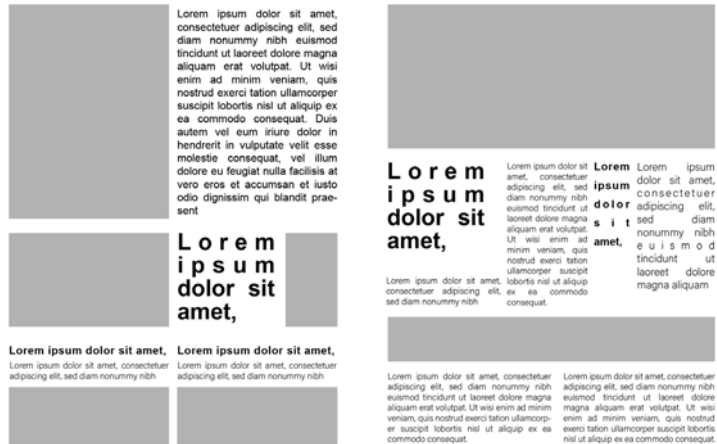 Lorem ipsum dolor sit amet,
consectetuer adipiscing elit, sed
diam nonummy nibh euismod
tincidunt ut laoreet dolore magna
aliquam erat volutpat. Ut wisi
enim ad minim veniam, quis
nostrud exerci tation ullamcorper
suscipit lobortis nisl ut aliquip ex
ea commodo consequat. Duis
autem vel eum iriure dolor in
hendrerit in vulputate velit esse
molestie consequat, vel illum
dolore eu feugiat nulla facilisis at
vero eros et accumsan et iusto
odio dignissim qui blandit prae-
sent
Lorem
ipsum
dolor sit
amet,
Lorem ipsum dolor sit amet,
Lorem ipsum dolor sit amet, consectetuer
adipiscing elit, sed diam nonummy nibh
Lorem ipsum dolor sit amet,
Lorem ipsum dolor sit amet, consectetuer
adipiscing elit, sed diam nonummy nibh
Lorem
ipsum
dolor sit
amet,
Lorem ipsum dolor sit amet,
consectetuer adipiscing elit,
sed diam nonummy nibh
Lorem ipsum dolor sit
amet, consectetuer
adipiscing elit, sed
diam nonummy nibh
euismod tincidunt ut
laoreet dolore magna
aliquam erat volutpat.
Ut wisi enim ad
minim veniam, quis
nostrud exerci tation
ullamcorper suscipit
lobortis nisl ut aliquip
ex ea commodo
consequat.
Lorem
ipsum
dolor
sit
amet,
Lorem ipsum
dolor sit amet,
consectetuer
adipiscing elit,
sed diam
nonummy nibh
euismod
tincidunt ut
laoreet dolore
magna aliquam
Lorem ipsum dolor sit amet, consectetuer
adipiscing elit, sed diam nonummy nibh
euismod tincidunt ut laoreet dolore magna
aliquam erat volutpat. Ut wisi enim ad minim
veniam, quis nostrud exerci tation ullamcorp-
er suscipit lobortis nisl ut aliquip ex ea
commodo consequat.
Lorem ipsum dolor sit amet, consectetuer
adipiscing elit, sed diam nonummy nibh
euismod tincidunt ut laoreet dolore magna
aliquam erat volutpat. Ut wisi enim ad minim
veniam, quis nostrud exerci tation
ullamcorper suscipit lobortis
nisl ut aliquip ex ea commodo consequat.